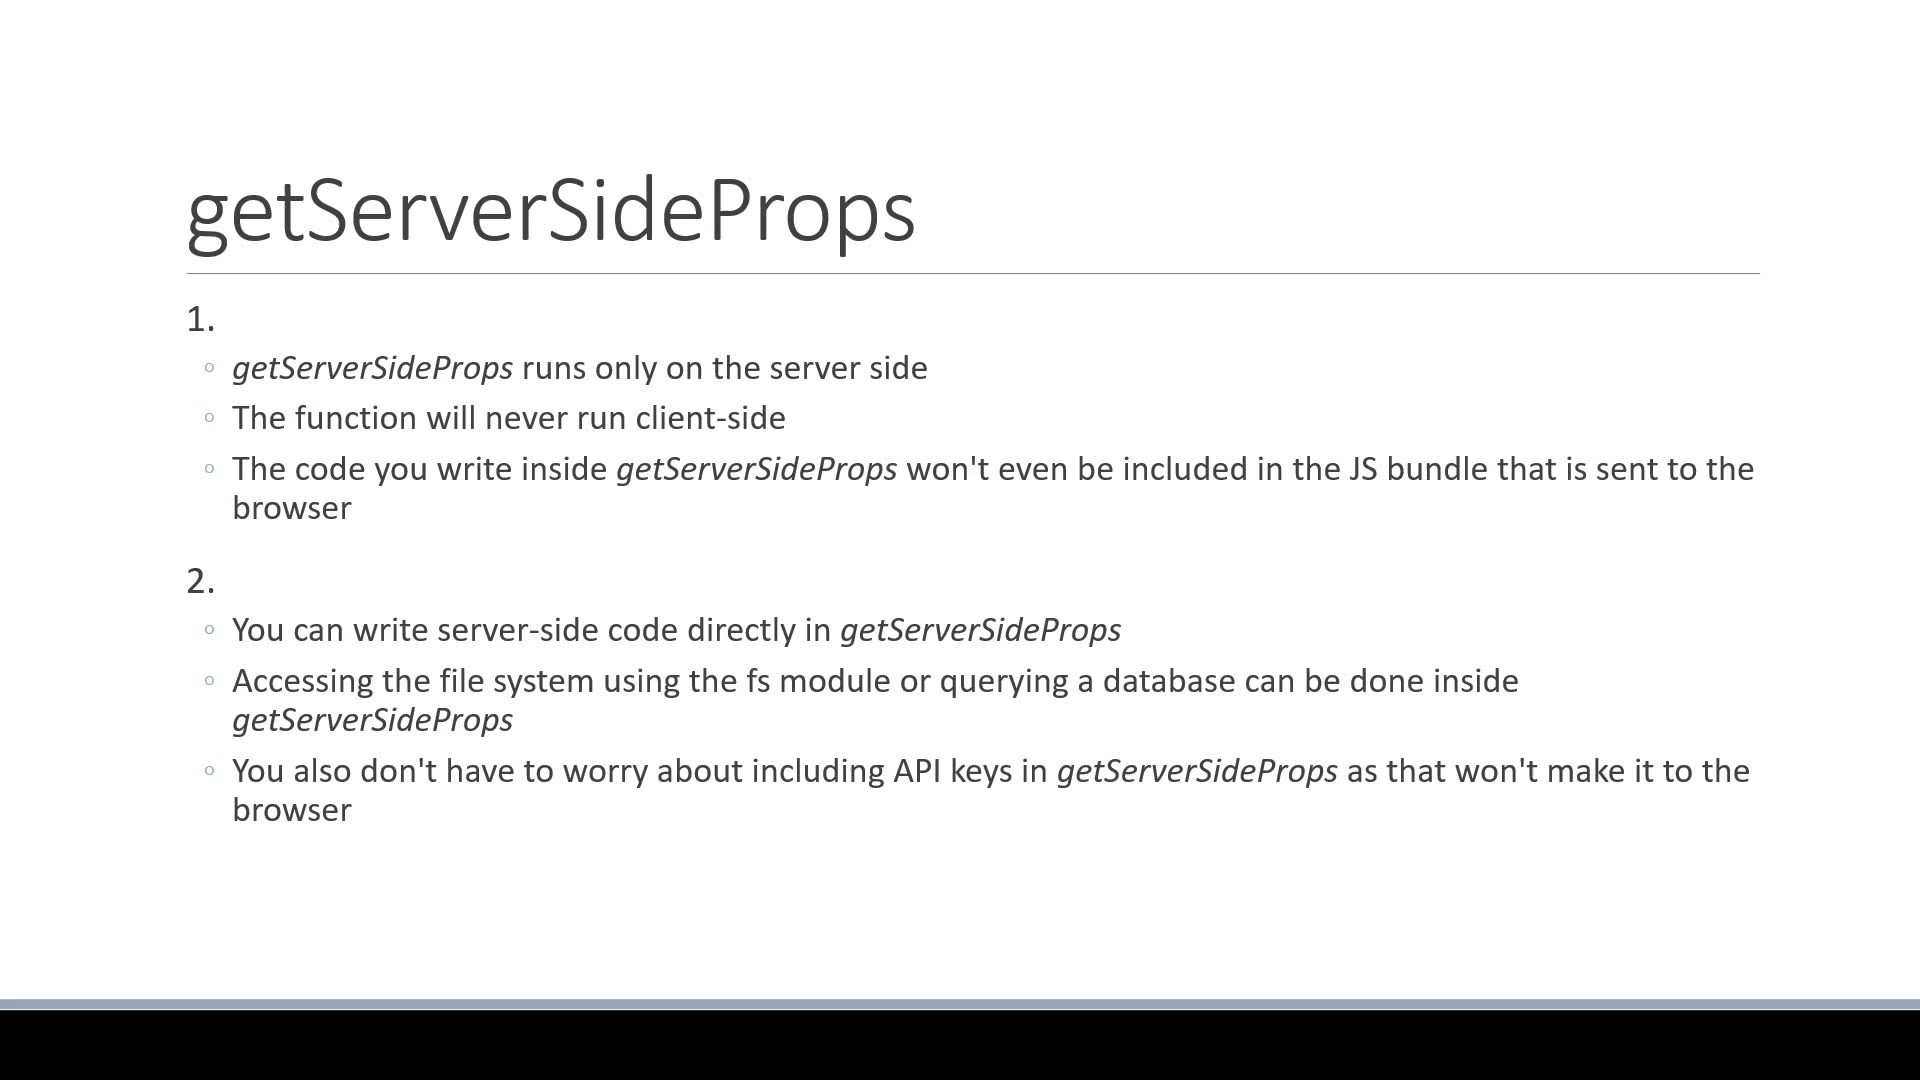 getServerSideProps
1.
◦ getServerSideProps runs only on the server side
◦ The function will never run client-side
◦ The code you write inside getServerSideProps won't even be included in the JS bundle that is sent to the
browser
2.
◦ You can write server-side code directly in getServerSideProps
◦ Accessing the file system using the fs module or querying a database can be done inside
getServerSideProps
◦ You also don't have to worry about including API keys in getServerSideProps as that won't make it to the
browser